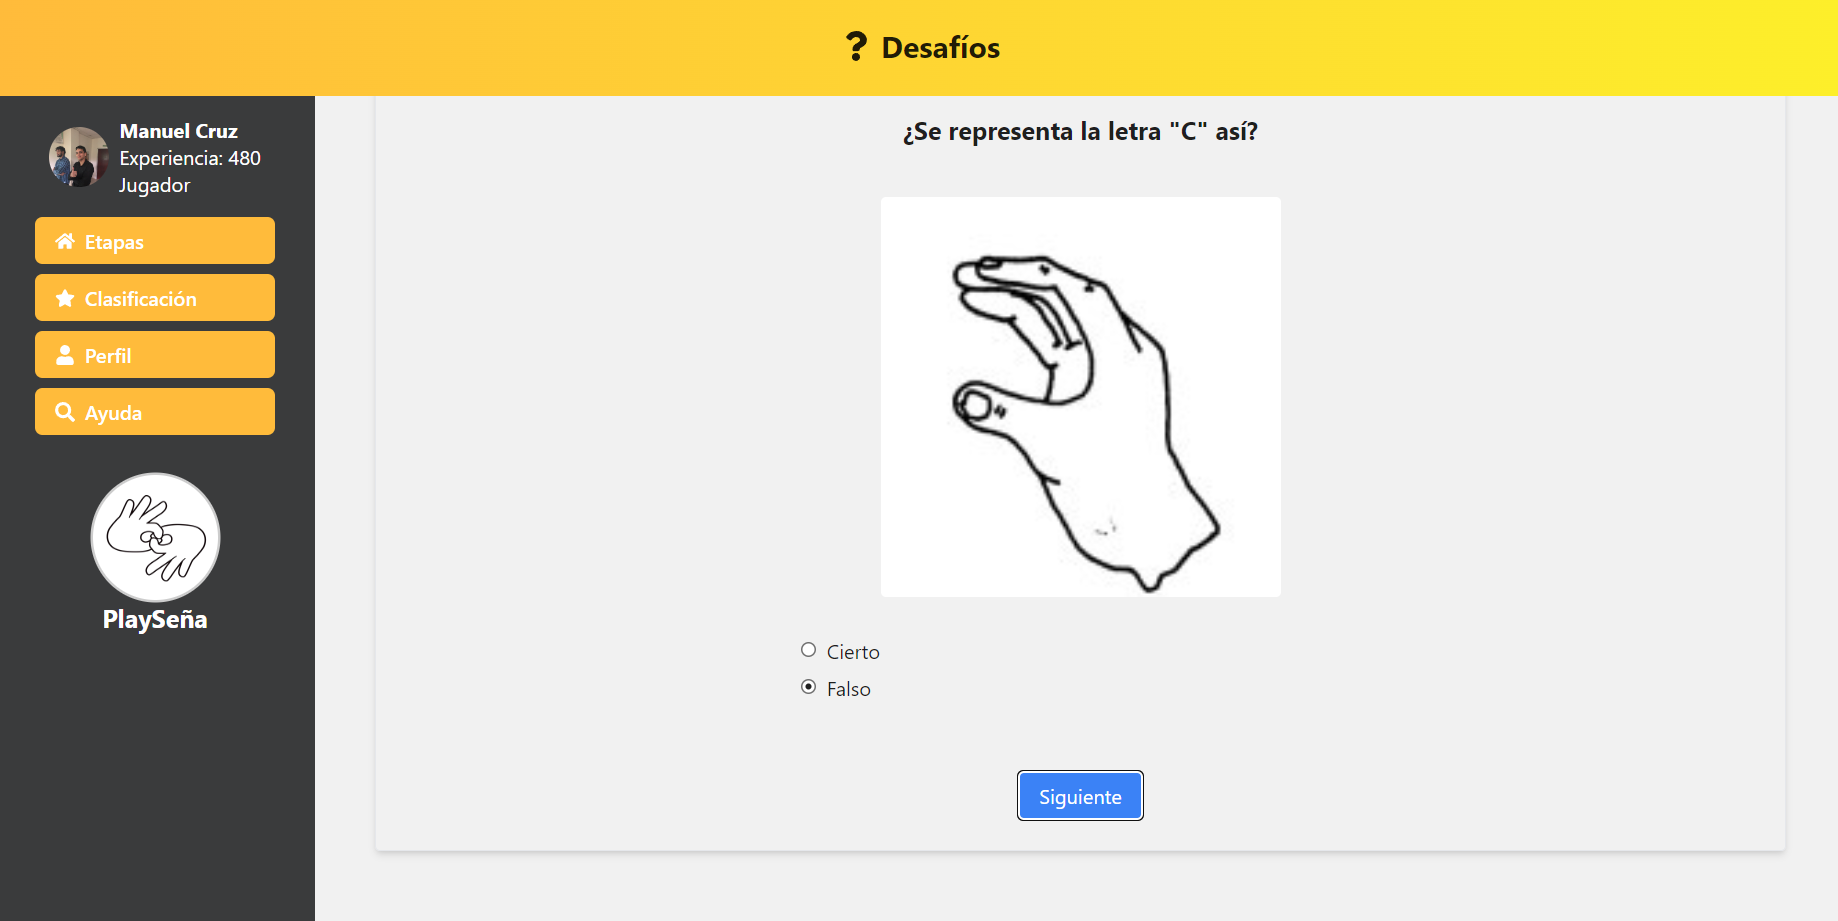 Desafíos
Manuel Cruz
Experiencia: 480
Jugador
Etapas
Clasificación
Perfil
Ayuda
PlaySeña
¿Se representa la letra "C" así?
Cierto
Falso
Siguiente